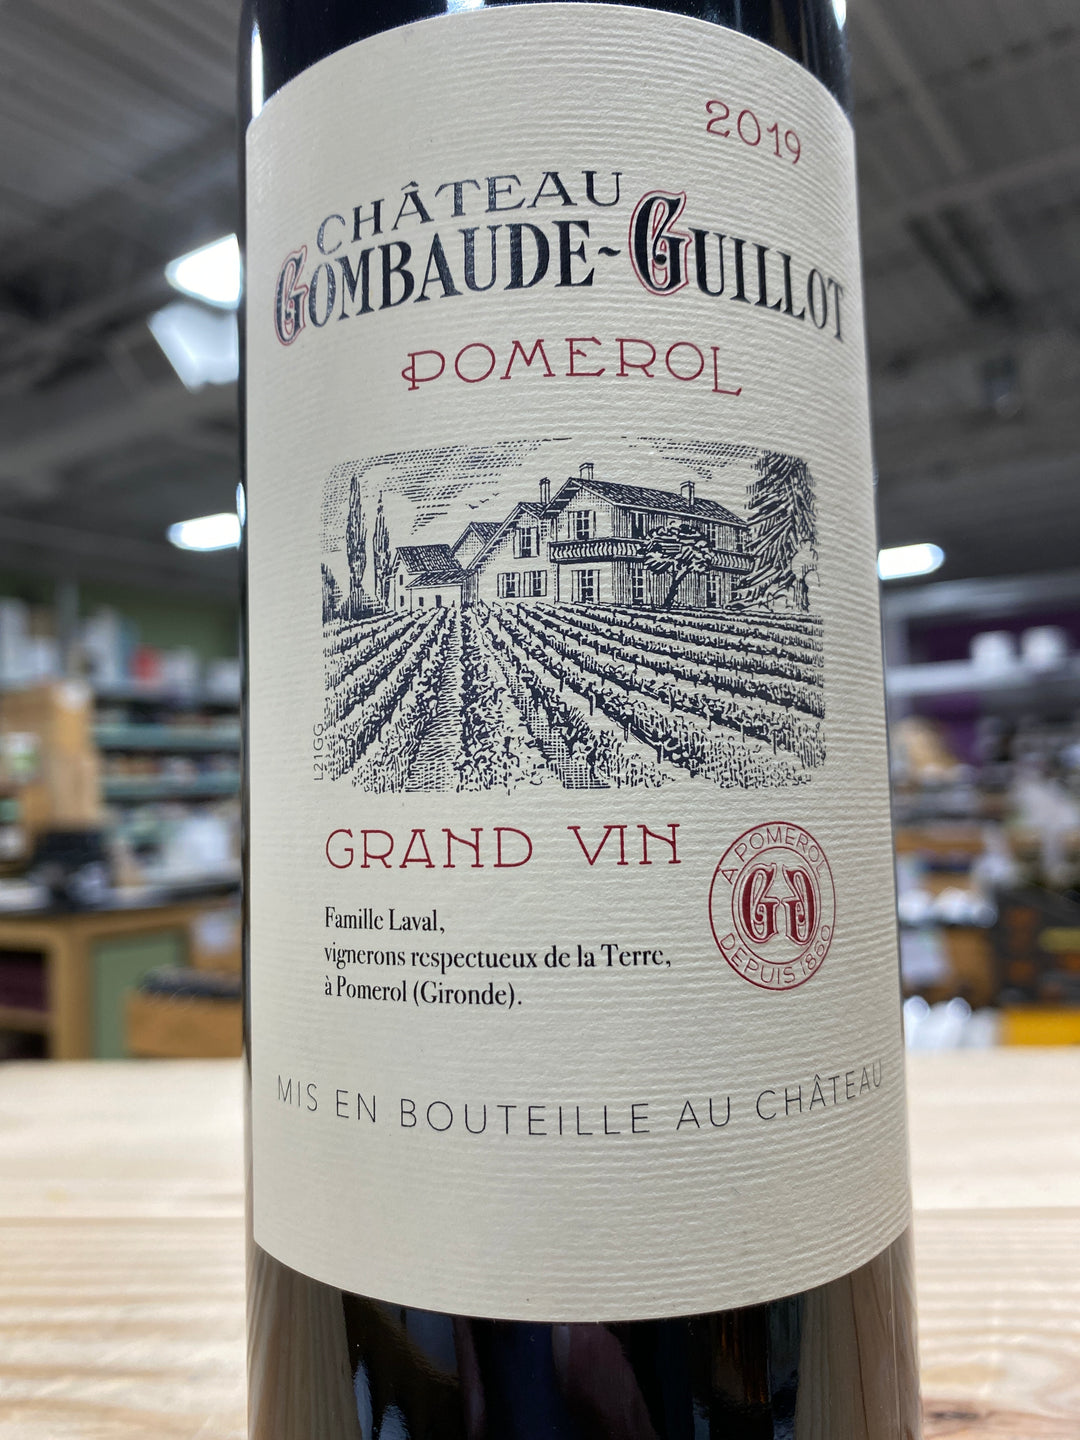 2019
CHÂTEAU
GOMBAUDE-GUILLOT
POMEROL
L21GG
GRAND VIN
Famille Laval,
vignerons respectueux de la Terre,
à Pomerol (Gironde).
À POMEROL
GG
DEPUIS 1860
MIS EN BOUTEILLE AU CHÂTEAU